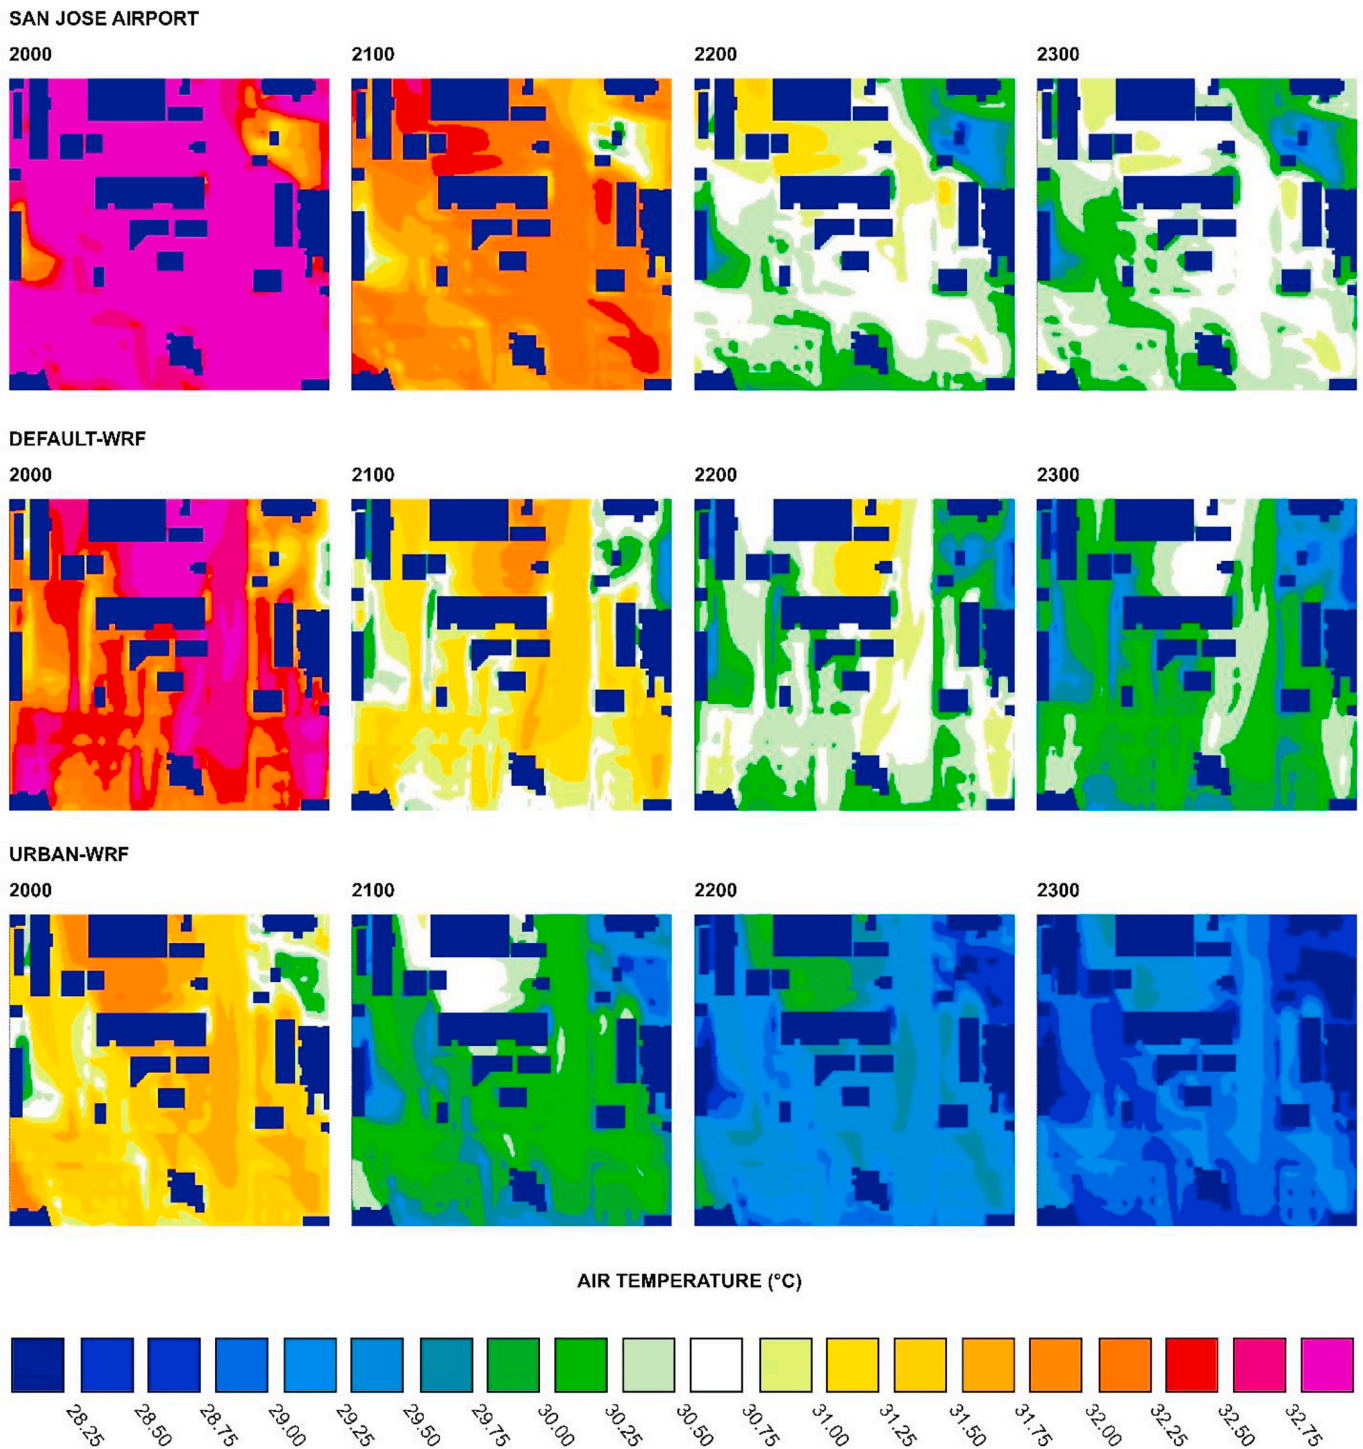 SAN JOSE AIRPORT
2000 2100 2200 2300
DEFAULT-WRF
2000 2100 2200 2300
URBAN-WRF
2000 2100 2200 2300
AIR TEMPERATURE (°C)
28.25 28.50 28.75 29.00 29.25 29.50 29.75 30.00 30.25 30.50 30.75 31.00 31.25 31.50 31.75 32.00 32.25 32.50 32.75